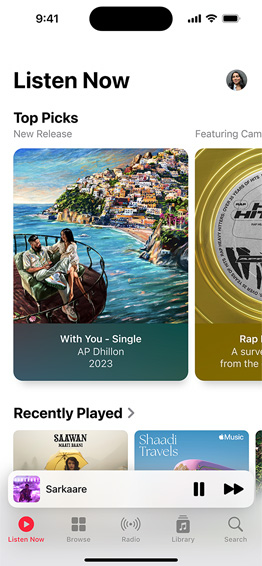 9:41
Listen Now
Top Picks
New Release
Featuring Cam
With You - Single
AP Dhillon
2023
RAP
Rap
A surve
from the
Recently Played >
SAAWAN
MAATI BAANI
Shaadi
Travels
Music
Sarkaare
Listen Now
Browse
Radio
Library
Search